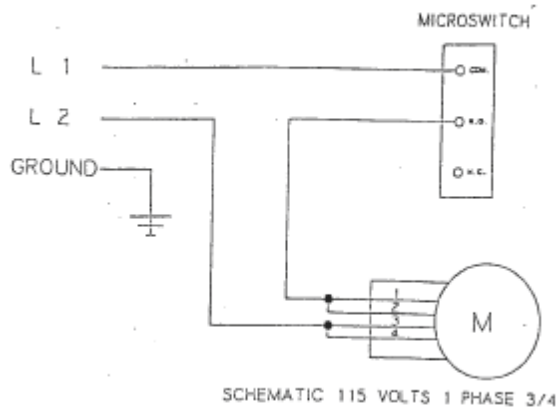 MICROSWITCH
L 1
COM.
L 2
N.O.
GROUND
N.C.
1
2
3
4
M
SCHEMATIC 115 VOLTS 1 PHASE 3/4